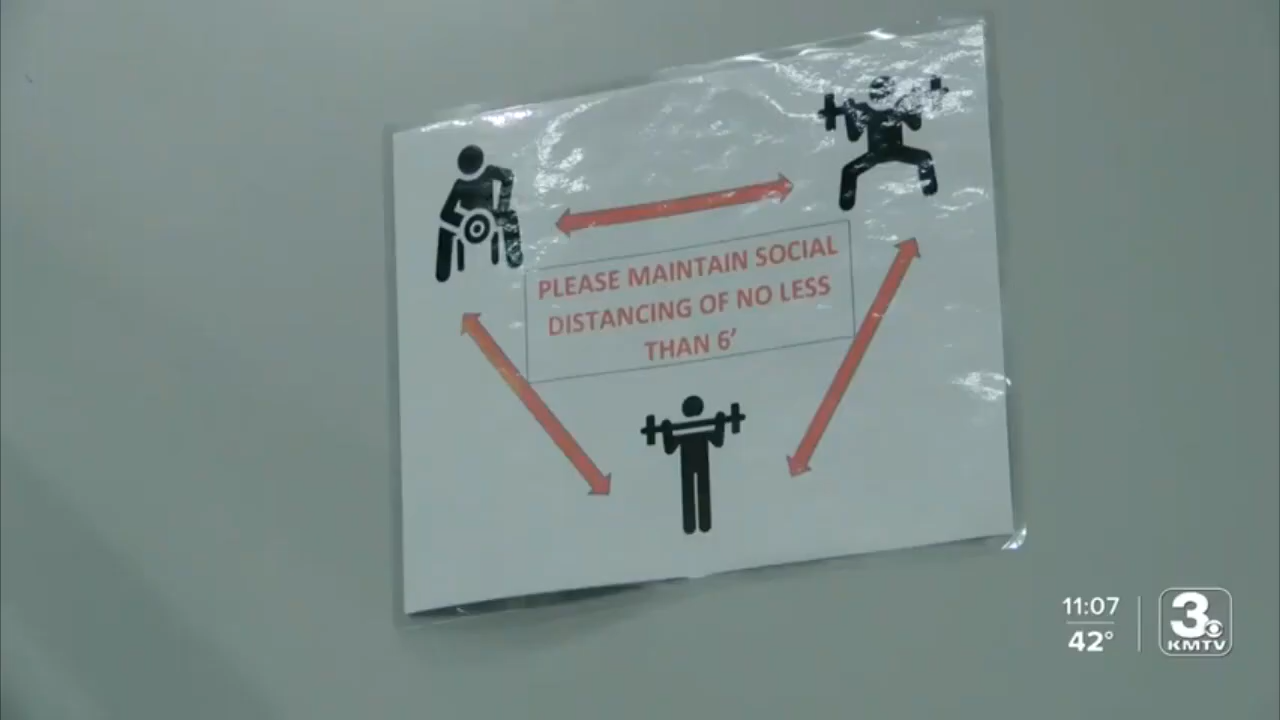 PLEASE MAINTAIN SOCIAL
DISTANCING OF NO LESS
THAN 6’
11:07
42°
3
KMTV